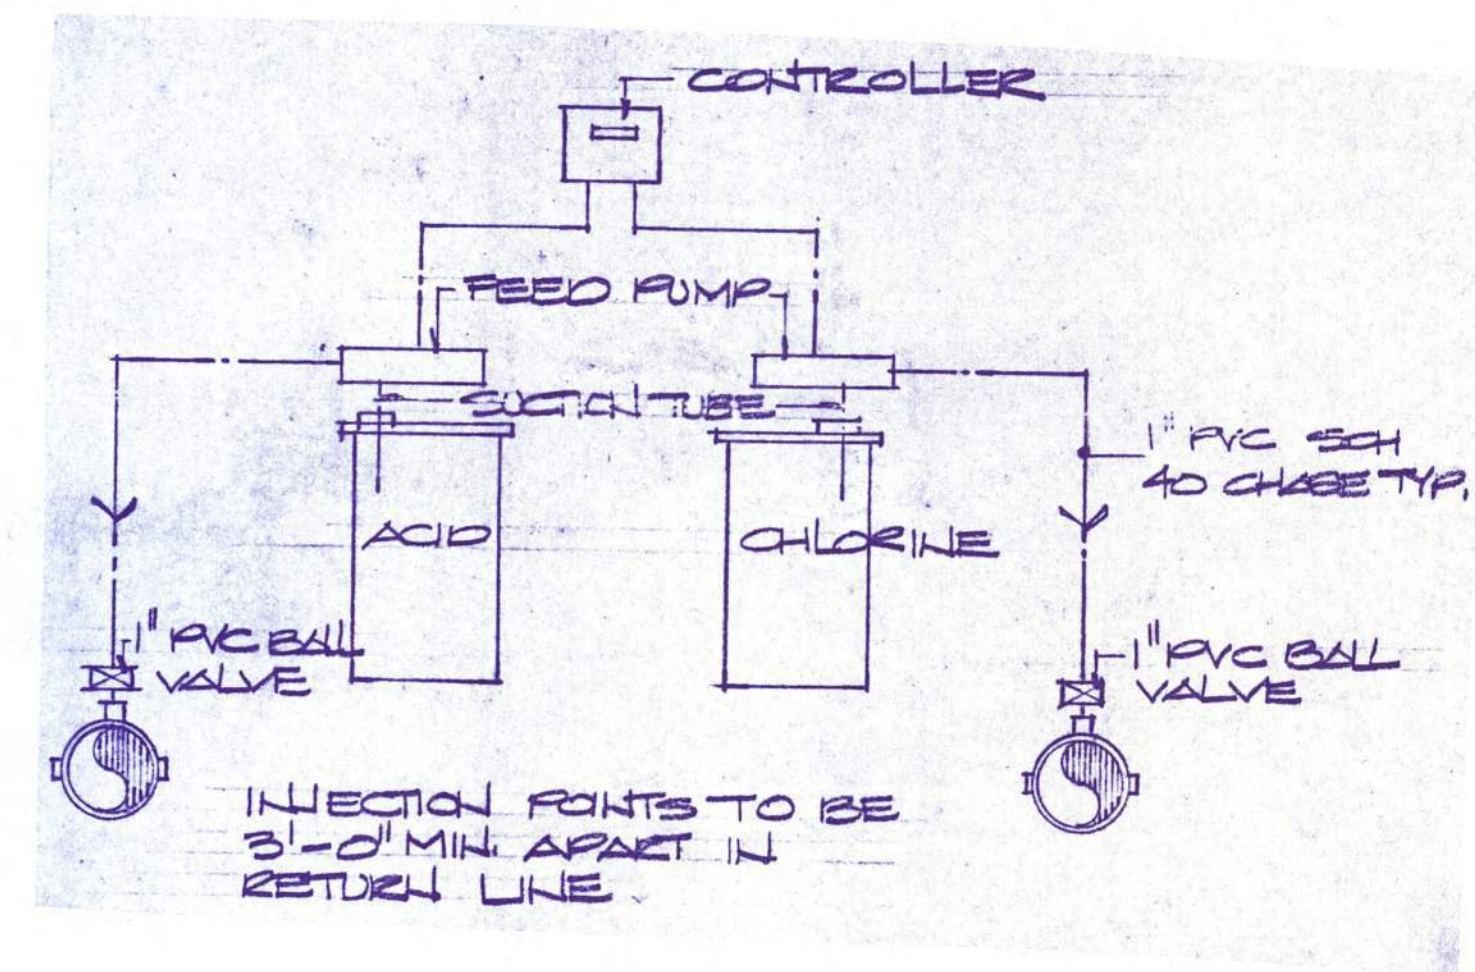 CONTROLLER
FEED PUMP
SUCTION TUBE
1" PVC SCH
40 CHASE TYP.
ACID
CHLORINE
1" PVC BALL
VALVE
1" PVC BALL
VALVE
INJECTION POINTS TO BE
3'-0" MIN. APART IN
RETURN LINE